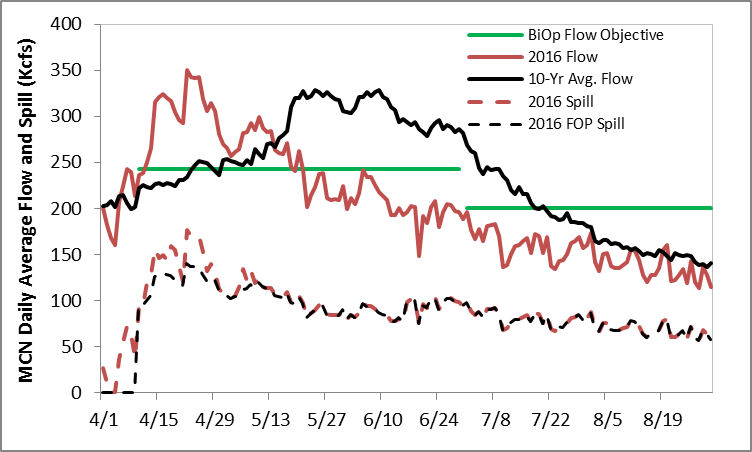 MCN Daily Average Flow and Spill (Kcfs)
400
350
300
250
200
150
100
50
0
BiOp Flow Objective
2016 Flow
10-Yr Avg. Flow
2016 Spill
2016 FOP Spill
4/1 4/15 4/29 5/13 5/27 6/10 6/24 7/8 7/22 8/5 8/19